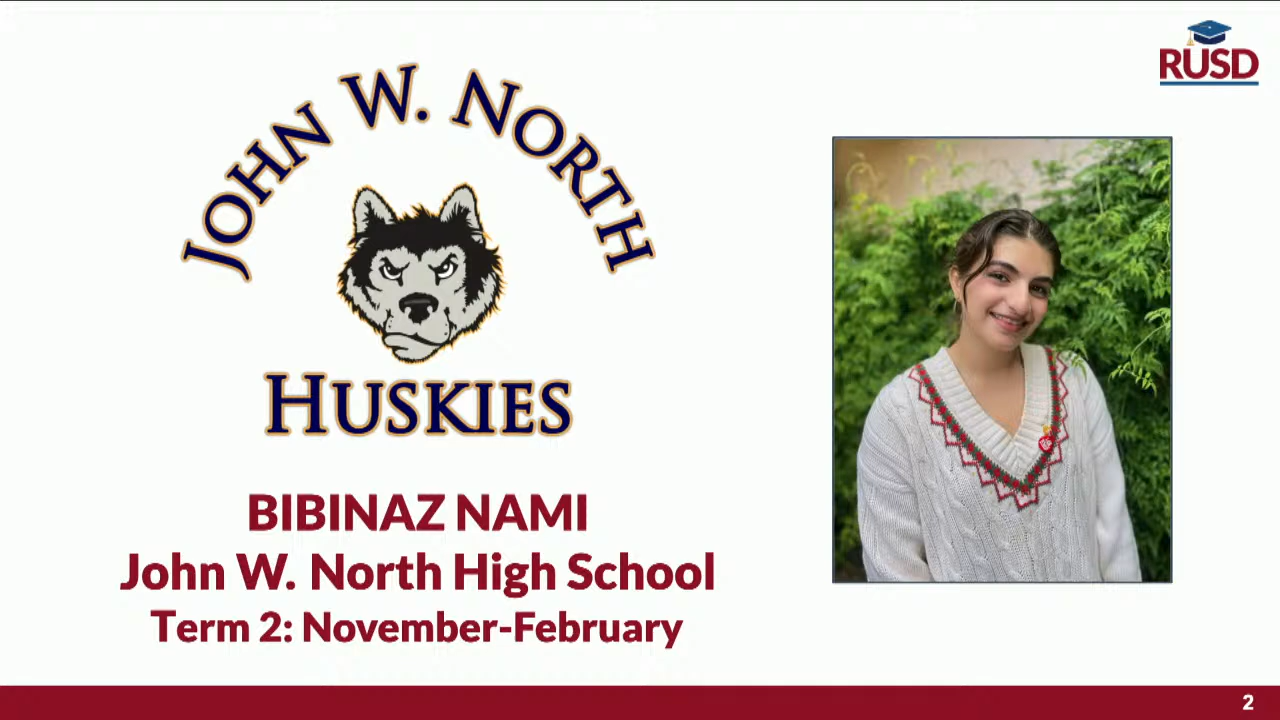 JOHN W. NORTH
HUSKIES
RUSD
BIBINAZ NAMI
John W. North High School
Term 2: November-February
2